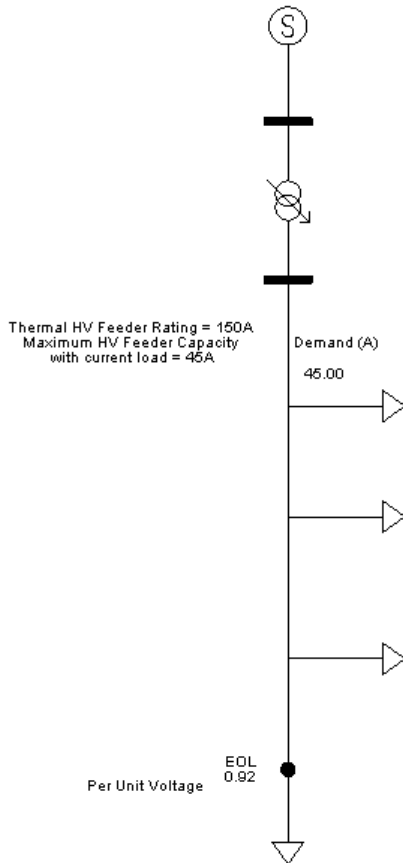 S
Thermal HV Feeder Rating = 150A
Maximum HV Feeder Capacity
with current load = 45A
Demand (A)
45.00
EOL
0.92
Per Unit Voltage